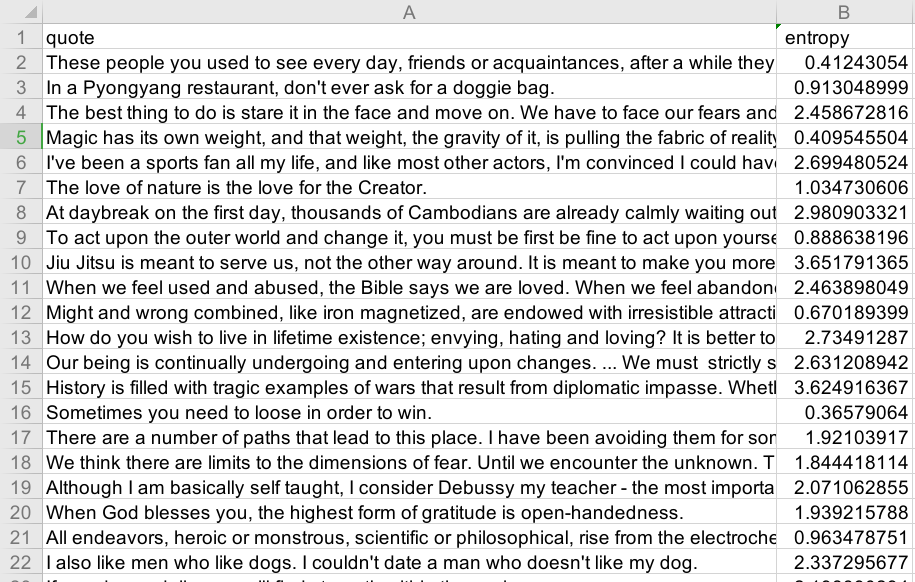 A B
1 quote entropy
2 These people you used to see every day, friends or acquaintances, after a while they 0.41243054
3 In a Pyongyang restaurant, don't ever ask for a doggie bag. 0.913048999
4 The best thing to do is stare it in the face and move on. We have to face our fears and 2.458672816
5 Magic has its own weight, and that weight, the gravity of it, is pulling the fabric of reality 0.409545504
6 I've been a sports fan all my life, and like most other actors, I'm convinced I could have 2.699480524
7 The love of nature is the love for the Creator. 1.034730606
8 At daybreak on the first day, thousands of Cambodians are already calmly waiting out 2.980903321
9 To act upon the outer world and change it, you must be first be fine to act upon yourse 0.888638196
10 Jiu Jitsu is meant to serve us, not the other way around. It is meant to make you more 3.651791365
11 When we feel used and abused, the Bible says we are loved. When we feel abandon 2.463898049
12 Might and wrong combined, like iron magnetized, are endowed with irresistible attracti 0.670189399
13 How do you wish to live in lifetime existence; envying, hating and loving? It is better to 2.73491287
14 Our being is continually undergoing and entering upon changes. ... We must  strictly s 2.631208942
15 History is filled with tragic examples of wars that result from diplomatic impasse. Wheth 3.624916367
16 Sometimes you need to loose in order to win. 0.36579064
17 There are a number of paths that lead to this place. I have been avoiding them for som 1.92103917
18 We think there are limits to the dimensions of fear. Until we encounter the unknown. T 1.844418114
19 Although I am basically self taught, I consider Debussy my teacher - the most importa 2.071062855
20 When God blesses you, the highest form of gratitude is open-handedness. 1.939215788
21 All endeavors, heroic or monstrous, scientific or philosophical, rise from the electroche 0.963478751
22 I also like men who like dogs. I couldn't date a man who doesn't like my dog. 2.337295677